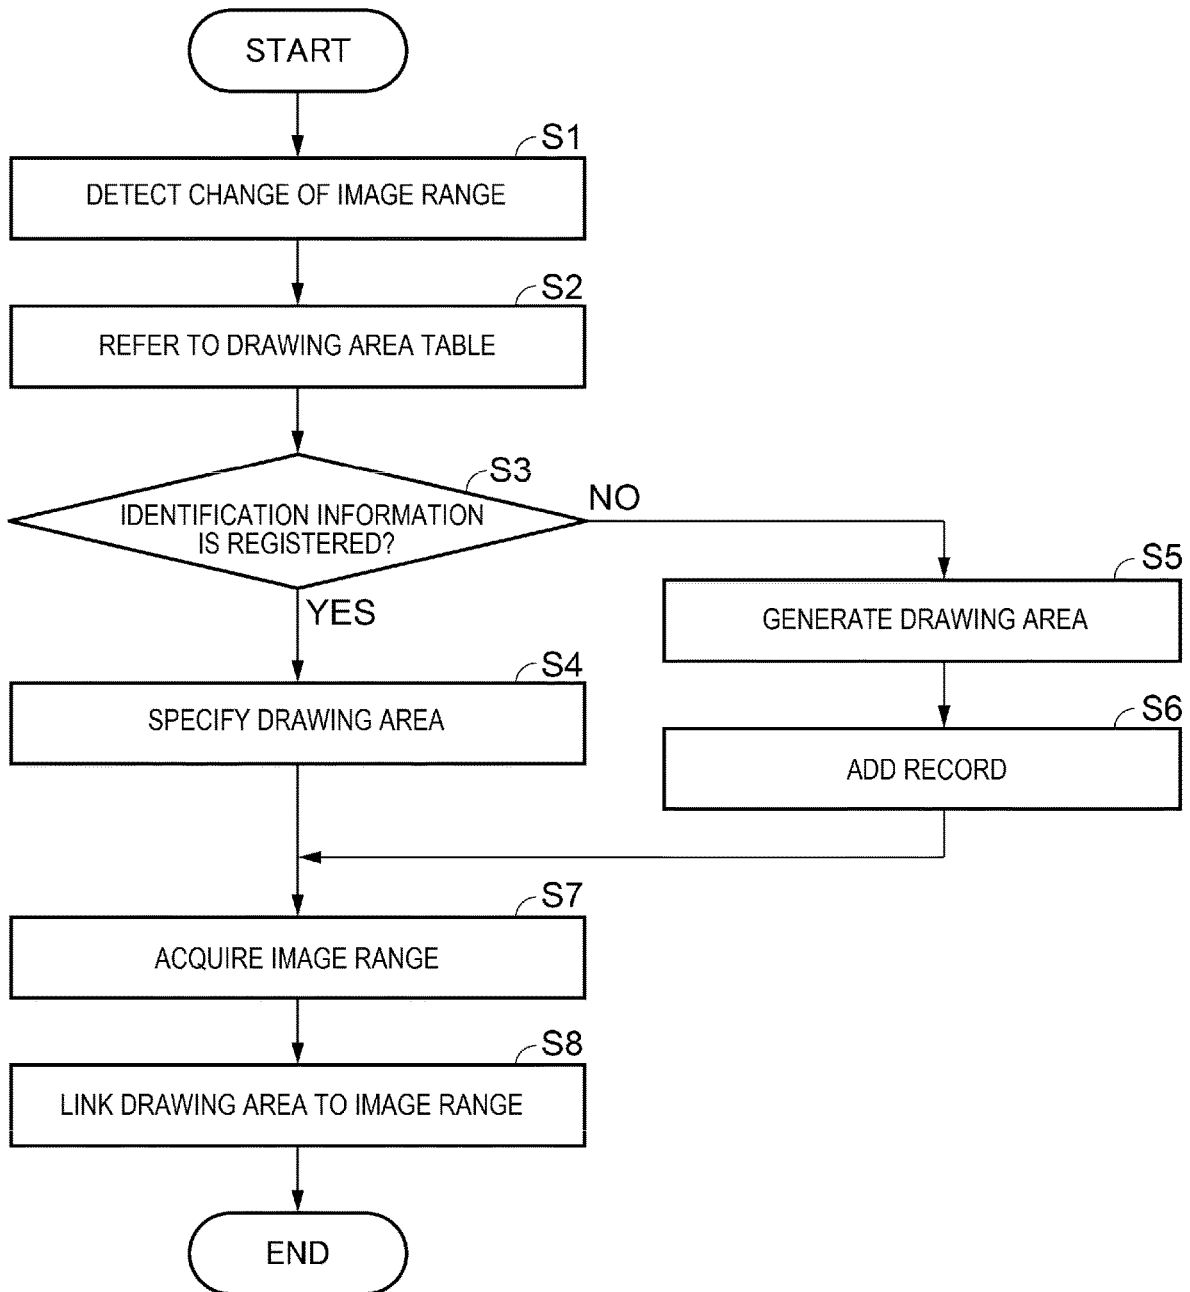 START
S1
DETECT CHANGE OF IMAGE RANGE
S2
REFER TO DRAWING AREA TABLE
S3
IDENTIFICATION INFORMATION
IS REGISTERED?
NO
YES
S4
SPECIFY DRAWING AREA
S5
GENERATE DRAWING AREA
S6
ADD RECORD
S7
ACQUIRE IMAGE RANGE
S8
LINK DRAWING AREA TO IMAGE RANGE
END